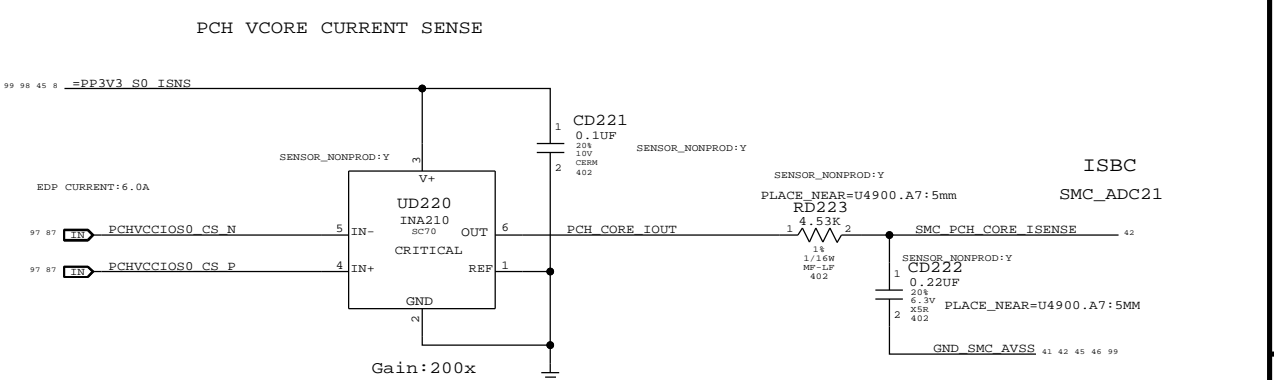 PCH VCORE CURRENT SENSE
99 98 45 8 =PP3V3_S0_ISNS
CD221
0.1UF
20%
10V
CERM
402
1
2
SENSOR_NONPROD:Y
SENSOR_NONPROD:Y
3
V+
EDP CURRENT:6.0A
UD220
INA210
SC70
CRITICAL
97 87 IN PCHVCCIOS0_CS_N 5 IN-
OUT 6 PCH_CORE_IOUT
97 87 IN PCHVCCIOS0_CS_P 4 IN+
REF 1
GND
2
Gain:200x
SENSOR_NONPROD:Y
PLACE_NEAR=U4900.A7:5mm
RD223
4.53K
1 2
1%
1/16W
MF-LF
402
ISBC
SMC_ADC21
SMC_PCH_CORE_ISENSE 42
SENSOR_NONPROD:Y
CD222
0.22UF
20%
6.3V
X5R
402
1
2
PLACE_NEAR=U4900.A7:5MM
GND_SMC_AVSS 41 42 45 46 99